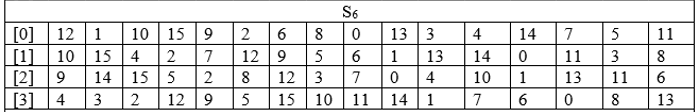 S₆
[0] 12 1 10 15 9 2 6 8 0 13 3 4 14 7 5 11
[1] 10 15 4 2 7 12 9 5 6 1 13 14 0 11 3 8
[2] 9 14 15 5 2 8 12 3 7 0 4 10 1 13 11 6
[3] 4 3 2 12 9 5 15 10 11 14 1 7 6 0 8 13